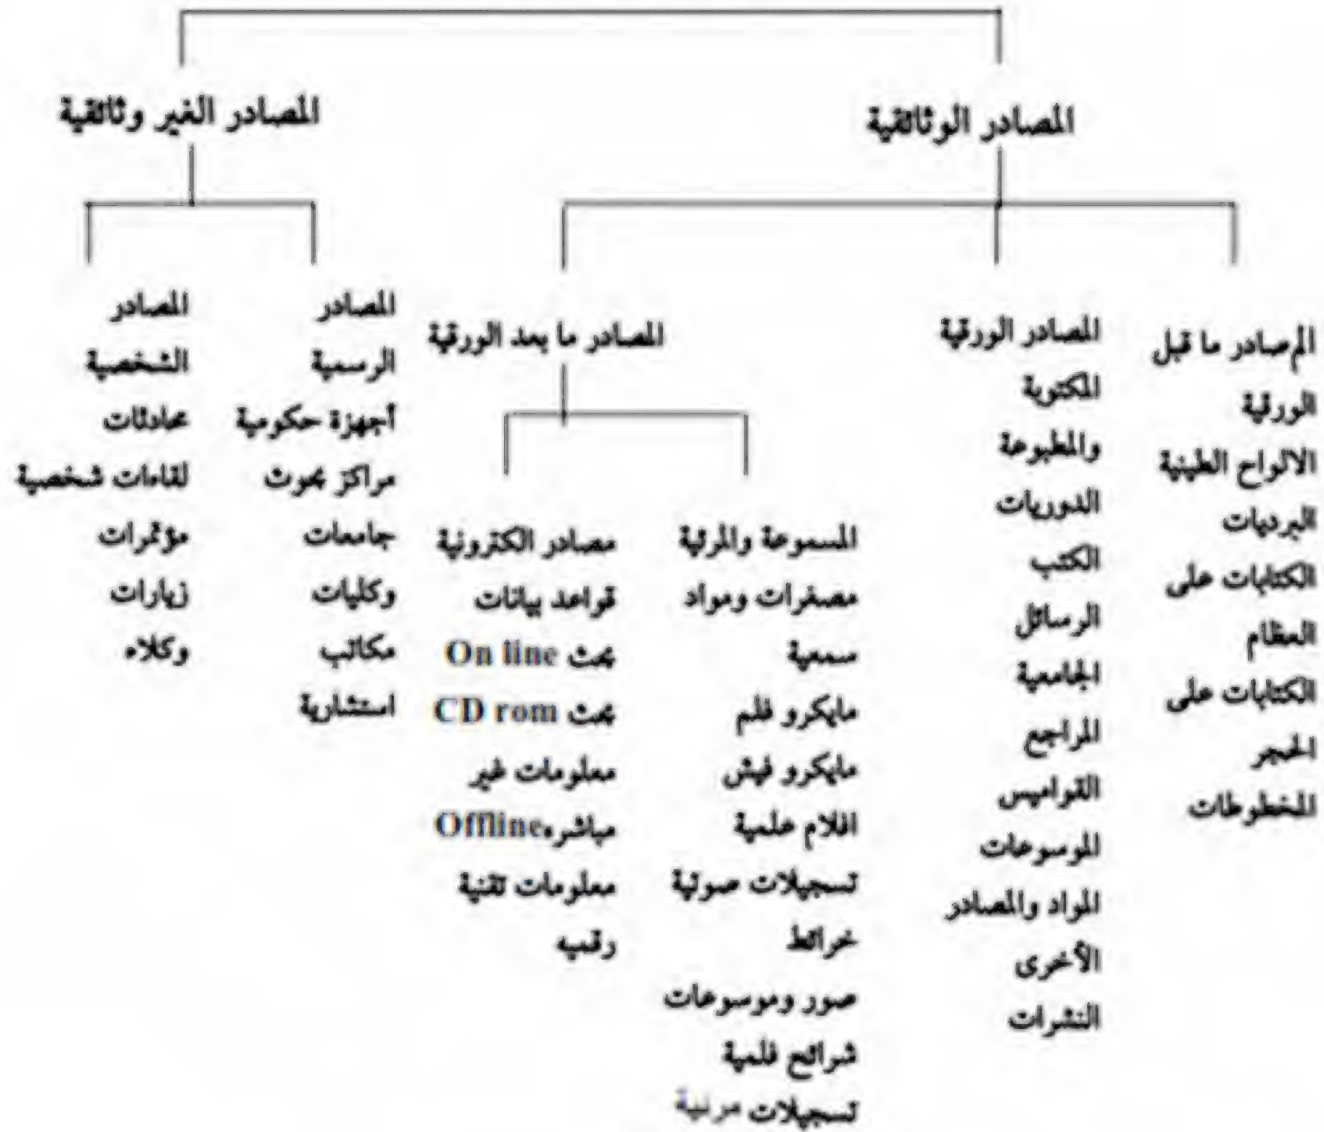 المصادر الوثائقية
المصادر الغير وثائقية
المصادر ما قبل
الورقية
الالواح الطينية
البرديات
الكتابات على
العظام
الكتابات على
الحجر
المخطوطات
المصادر الورقية
المكتوبة
والمطبوعة
الدوريات
الكتب
الرسائل
الجامعية
المراجع
القواميس
الموسوعات
المواد والمصادر
الأخرى
النشرات
المصادر ما بعد الورقية
المسموعة والمرئية
مصغرات ومواد
سمعية
مايكرو فلم
مايكرو فيش
افلام علمية
تسجيلات صوتية
خرائط
صور وموسوعات
شرائح فلمية
تسجيلات مرئية
مصادر الكترونية
قواعد بيانات
بحث On line
بحث CD rom
معلومات غير
مباشرهOffline
معلومات تقنية
رقميه
المصادر
الرسمية
أجهزة حكومية
مراكز بحوث
جامعات
وكليات
مكاتب
استشارية
المصادر
الشخصية
محادثات
لقاءات شخصية
مؤتمرات
زيارات
وكلاء